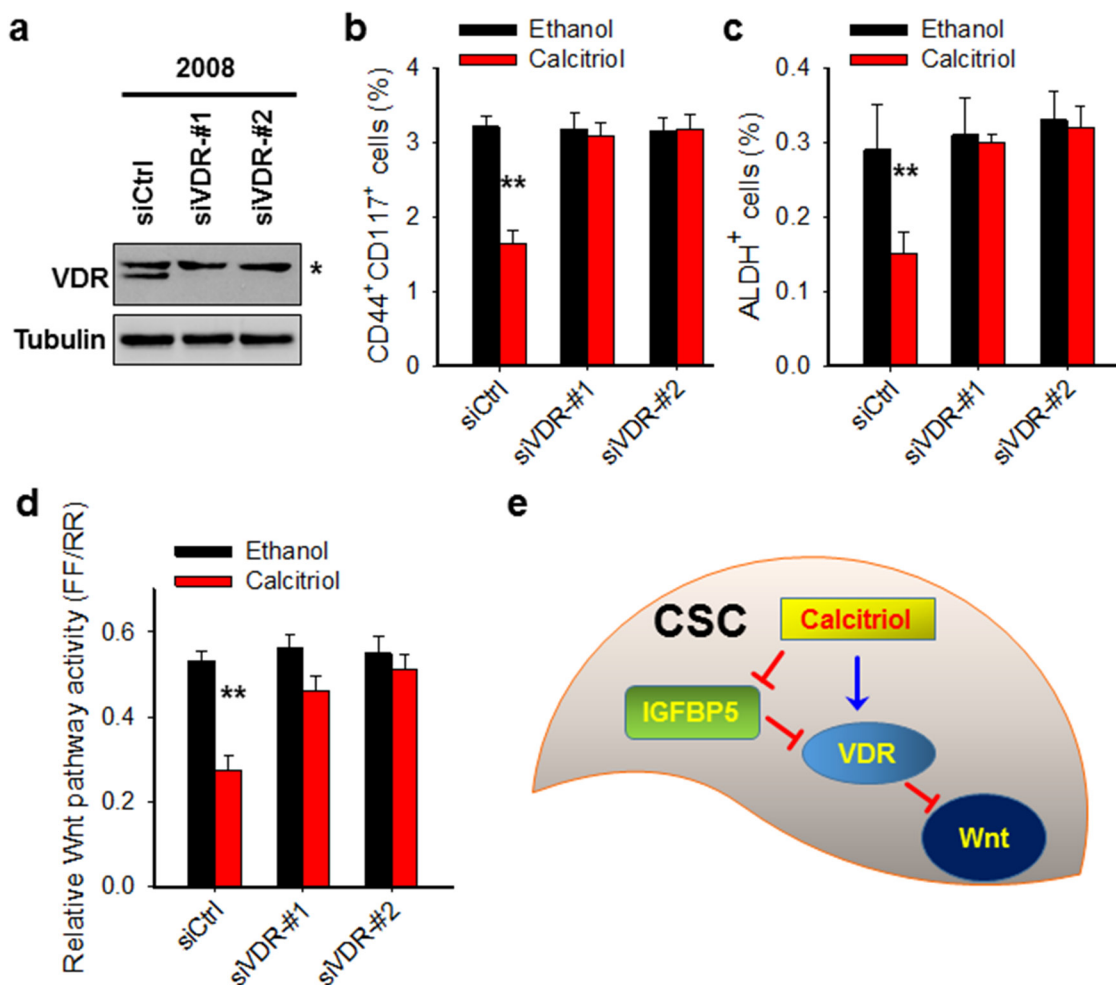 a
2008
siCtrl
siVDR-#1
siVDR-#2
VDR
*
Tubulin
b
Ethanol
Calcitriol
CD44⁺CD117⁺ cells (%)
4
3
2
1
0
**
siCtrl
siVDR-#1
siVDR-#2
c
Ethanol
Calcitriol
ALDH⁺ cells (%)
0.4
0.3
0.2
0.1
0.0
**
siCtrl
siVDR-#1
siVDR-#2
d
Ethanol
Calcitriol
Relative Wnt pathway activity (FF/RR)
0.6
0.4
0.2
0.0
**
siCtrl
siVDR-#1
siVDR-#2
e
CSC
Calcitriol
IGFBP5
VDR
Wnt